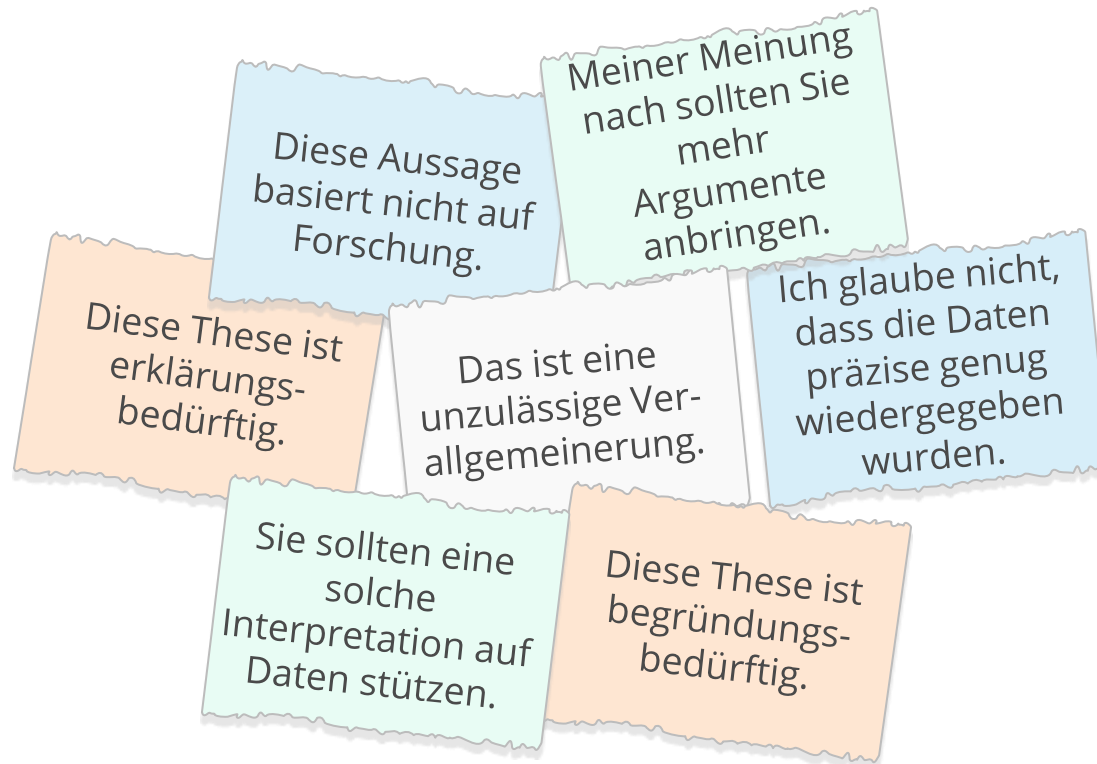 Meiner Meinung
nach sollten Sie
mehr
Argumente
anbringen.
Diese Aussage
basiert nicht auf
Forschung.
Ich glaube nicht,
dass die Daten
präzise genug
wiedergegeben
wurden.
Diese These ist
erklärungs-
bedürftig.
Das ist eine
unzulässige Ver-
allgemeinerung.
Sie sollten eine
solche
Interpretation auf
Daten stützen.
Diese These ist
begründungs-
bedürftig.